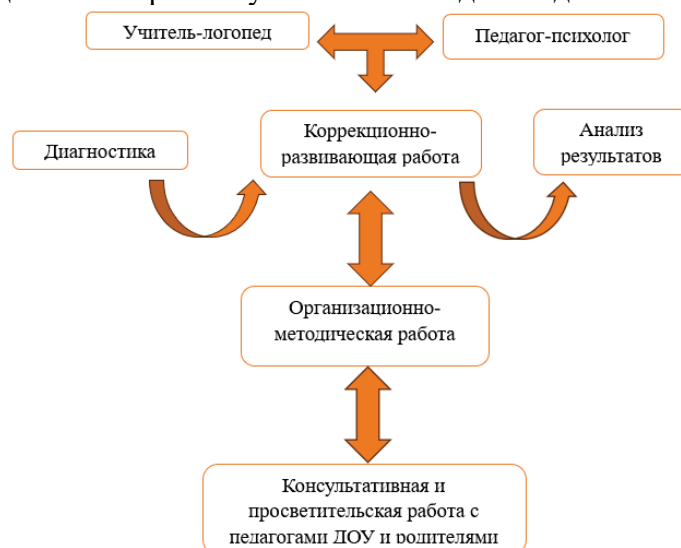 Учитель-логопед
Педагог-психолог
Диагностика
Коррекционно-
развивающая работа
Анализ
результатов
Организационно-
методическая работа
Консультативная и
просветительская работа с
педагогами ДОУ и родителями